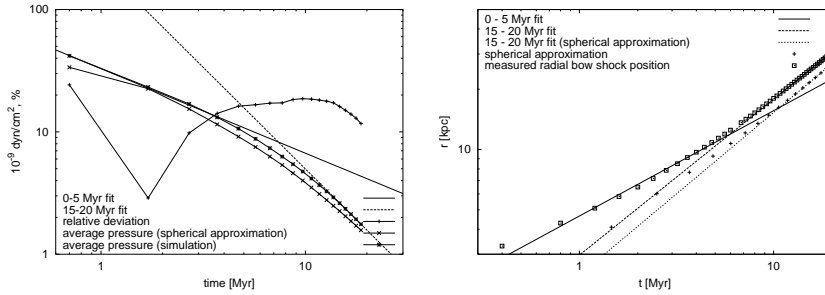 100
10
1
10⁻⁹ dyn/cm², %
0-5 Myr fit
15-20 Myr fit
relative deviation
average pressure (spherical approximation)
average pressure (simulation)
1
10
time [Myr]
0 - 5 Myr fit
15 - 20 Myr fit
15 - 20 Myr fit (spherical approximation)
spherical approximation
measured radial bow shock position
r [kpc]
10
1
10
t [Myr]